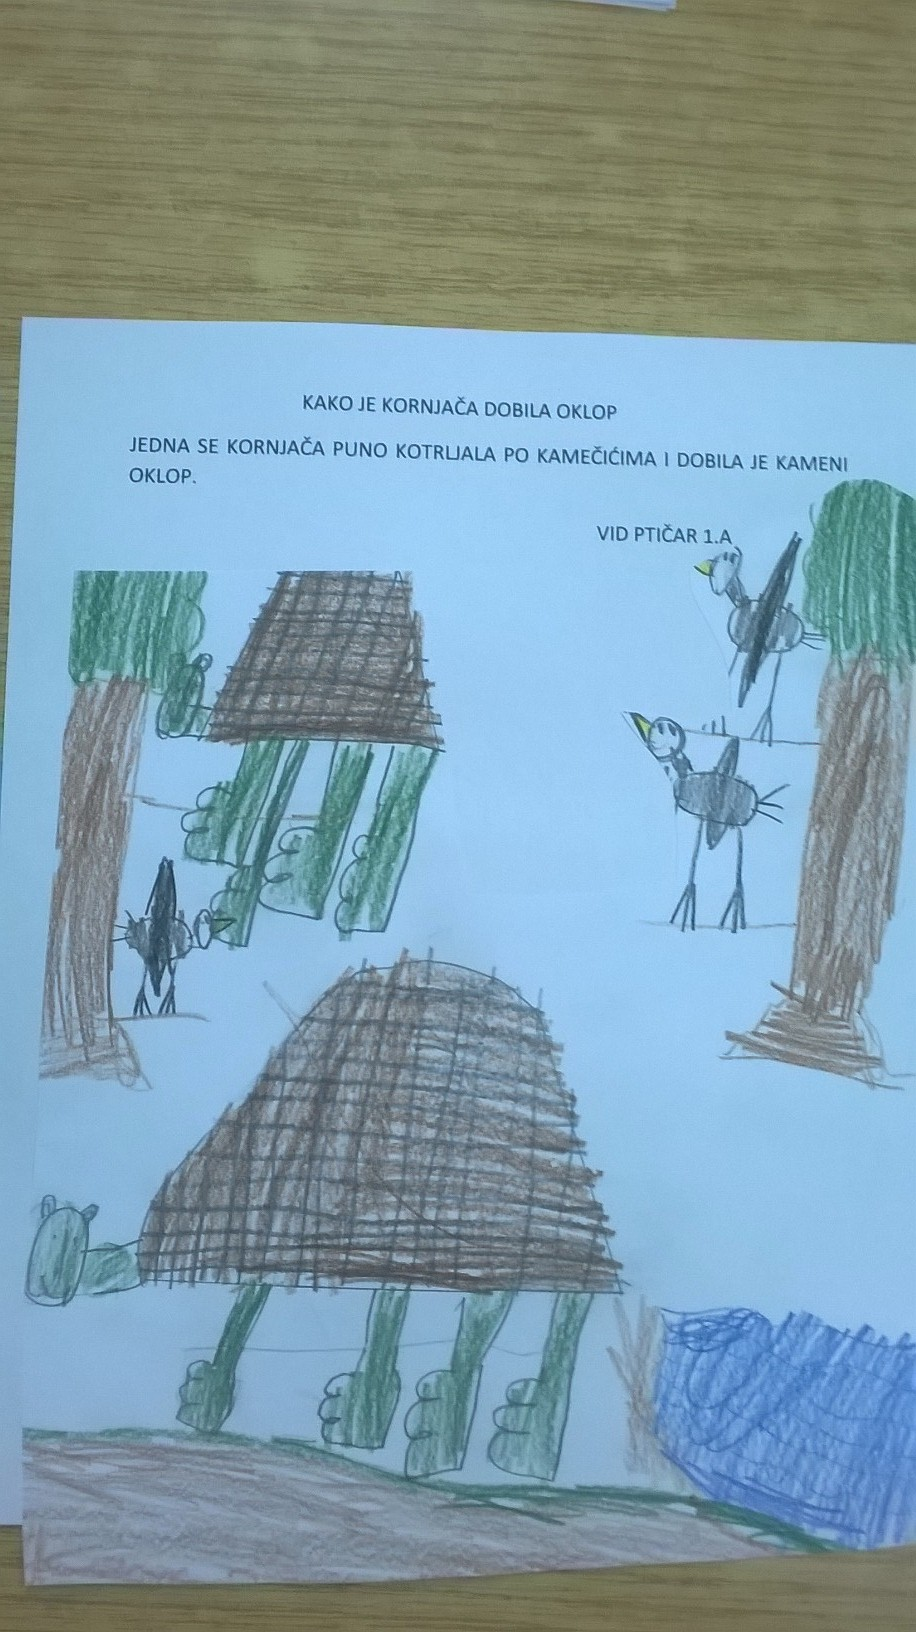 KAKO JE KORNJAČA DOBILA OKLOP
JEDNA SE KORNJAČA PUNO KOTRLJALA PO KAMEČIĆIMA I DOBILA JE KAMENI
OKLOP.
VID PTIČAR 1.A